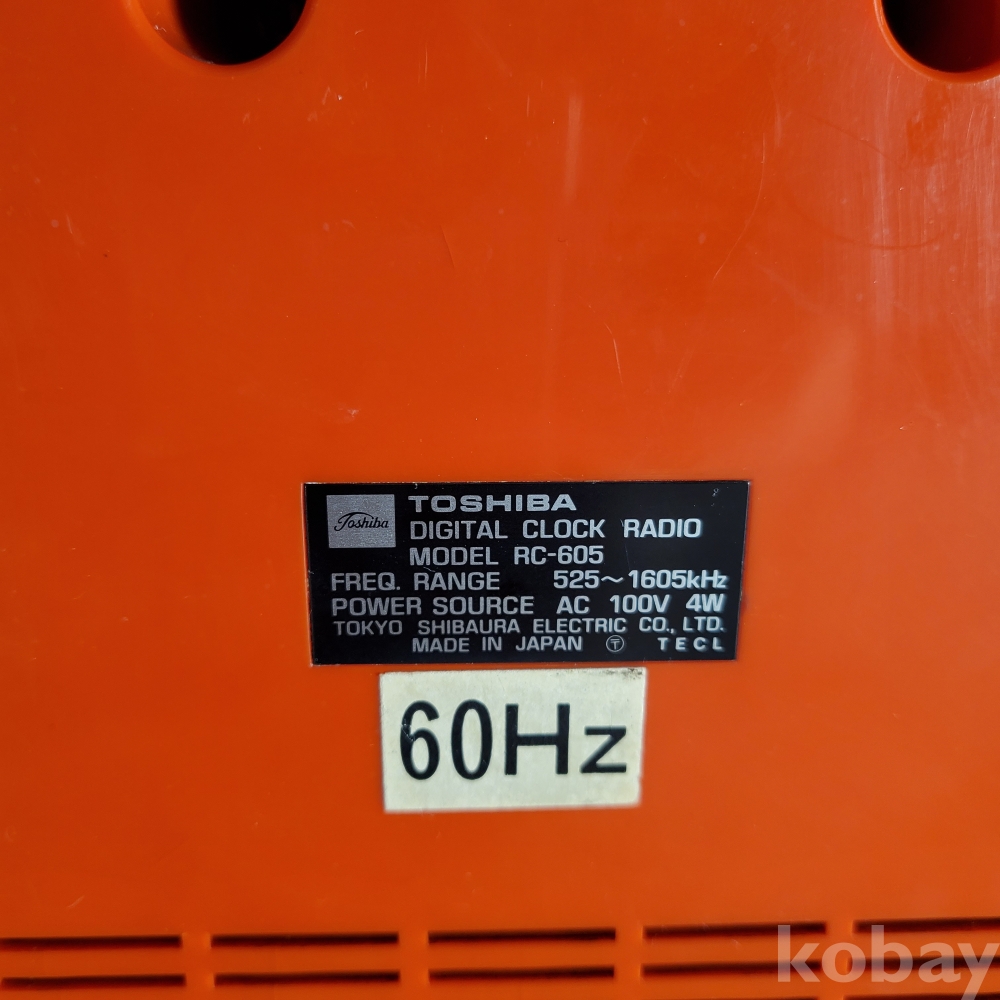 Toshiba
TOSHIBA
DIGITAL CLOCK RADIO
MODEL RC-605
FREQ. RANGE 525~1605kHz
POWER SOURCE AC 100V 4W
TOKYO SHIBAURA ELECTRIC CO., LTD.
MADE IN JAPAN Ⓣ TECL
60Hz
kobay